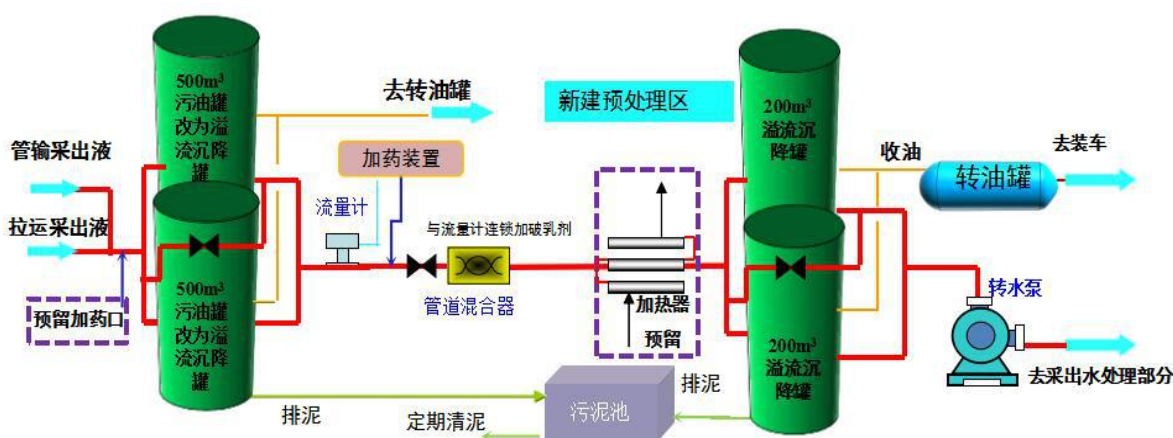 500m³
污油罐
改为溢
流沉降
罐
去转油罐
新建预处理区
200m³
溢流沉
降罐
管输采出液
加药装置
收油
转油罐
去装车
拉运采出液
流量计
与流量计连锁加破乳剂
管道混合器
加热器
预留
转水泵
预留加药口
500m³
污油罐
改为溢
流沉降
罐
200m³
溢流沉
降罐
去采出水处理部分
排泥
定期清泥
污泥池
排泥